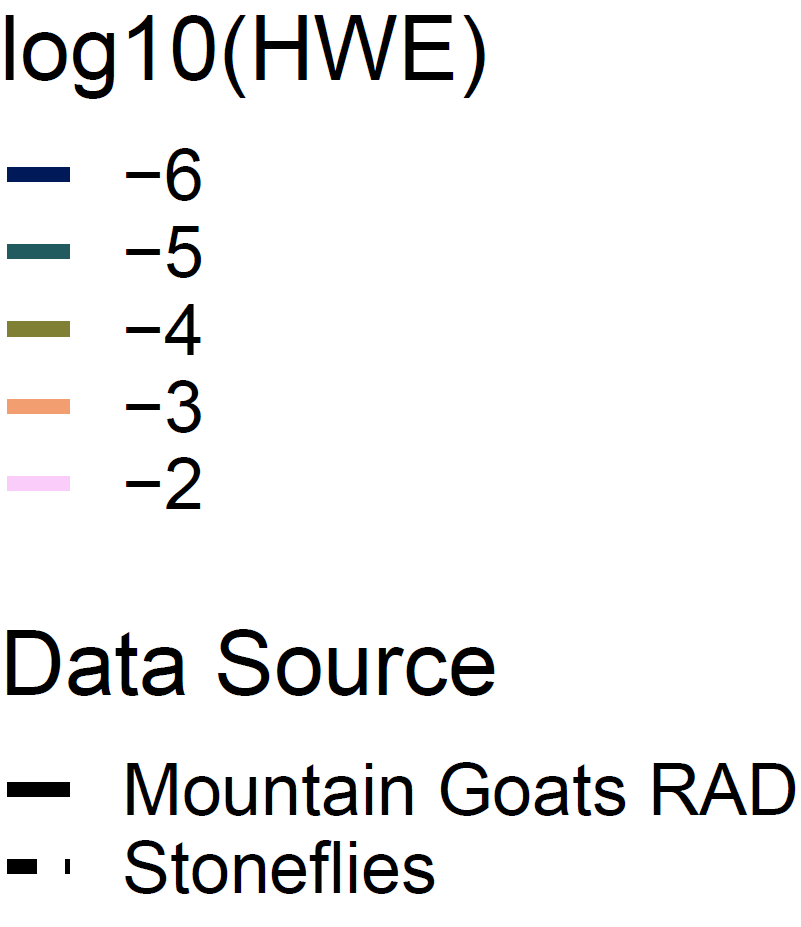 log10(HWE)
−6
−5
−4
−3
−2
Data Source
Mountain Goats RAD
Stoneflies